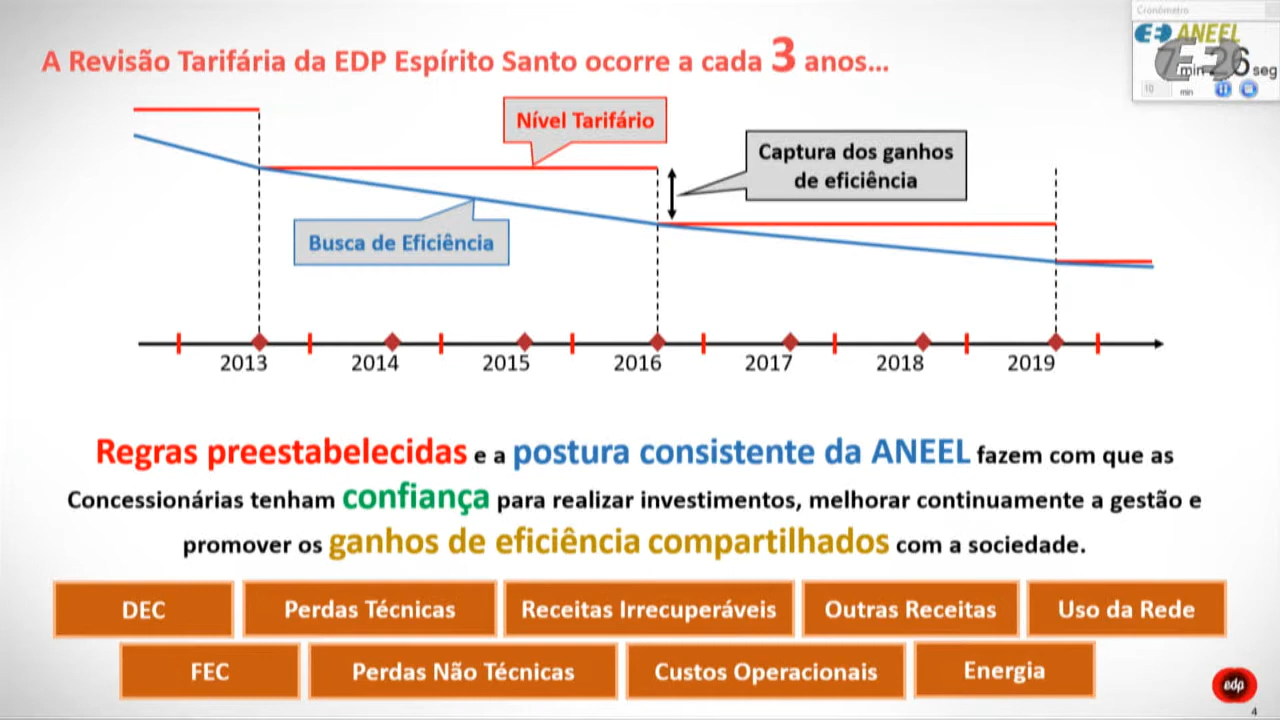 Cronômetro
ANEEL
A Revisão Tarifária da EDP Espírito Santo ocorre a cada 3 anos...
min 26 seg
10 min
Nível Tarifário
Captura dos ganhos
de eficiência
Busca de Eficiência
2013 2014 2015 2016 2017 2018 2019
Regras preestabelecidas e a postura consistente da ANEEL fazem com que as
Concessionárias tenham confiança para realizar investimentos, melhorar continuamente a gestão e
promover os ganhos de eficiência compartilhados com a sociedade.
DEC Perdas Técnicas Receitas Irrecuperáveis Outras Receitas Uso da Rede
FEC Perdas Não Técnicas Custos Operacionais Energia
edp
4